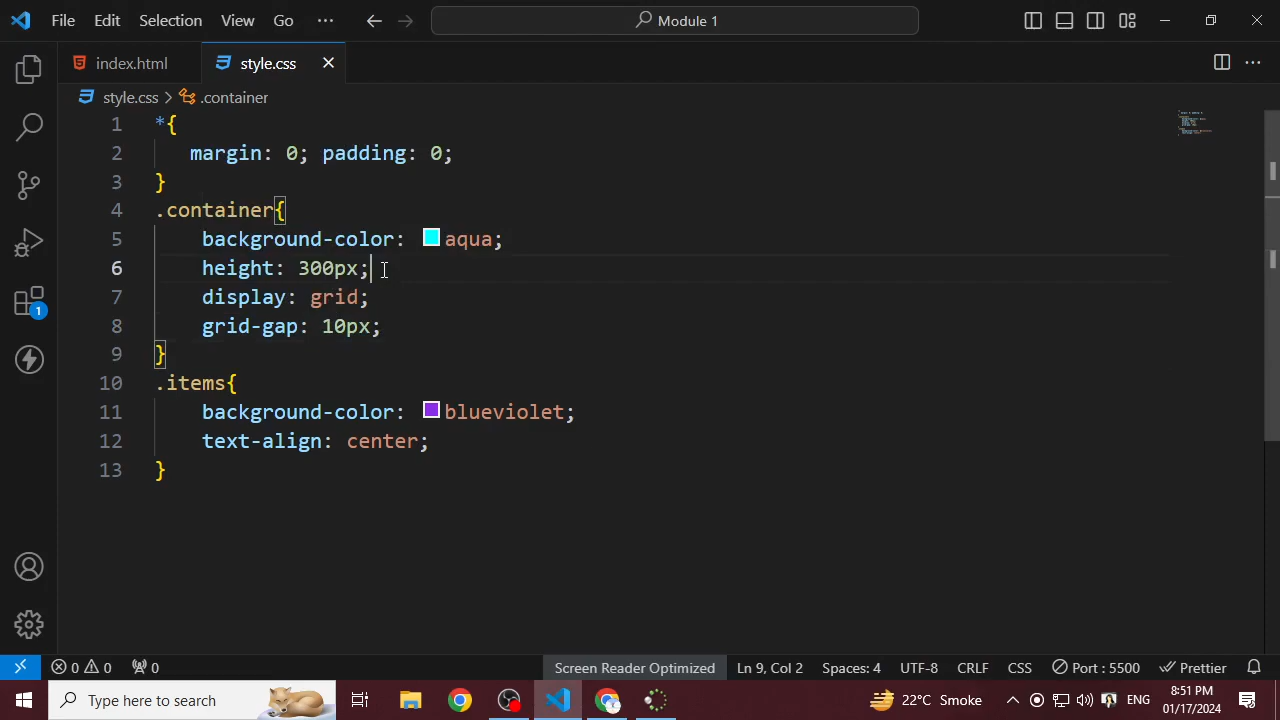 File Edit Selection View Go ··· Module 1
index.html style.css
style.css > .container
1 *{
2 margin: 0; padding: 0;
3 }
4 .container{
5 background-color: aqua;
6 height: 300px;
7 display: grid;
8 grid-gap: 10px;
9 }
10 .items{
11 background-color: blueviolet;
12 text-align: center;
13 }
1
0 0 0 Screen Reader Optimized Ln 9, Col 2 Spaces: 4 UTF-8 CRLF CSS Port : 5500 Prettier
Type here to search 22°C Smoke ENG 8:51 PM
01/17/2024